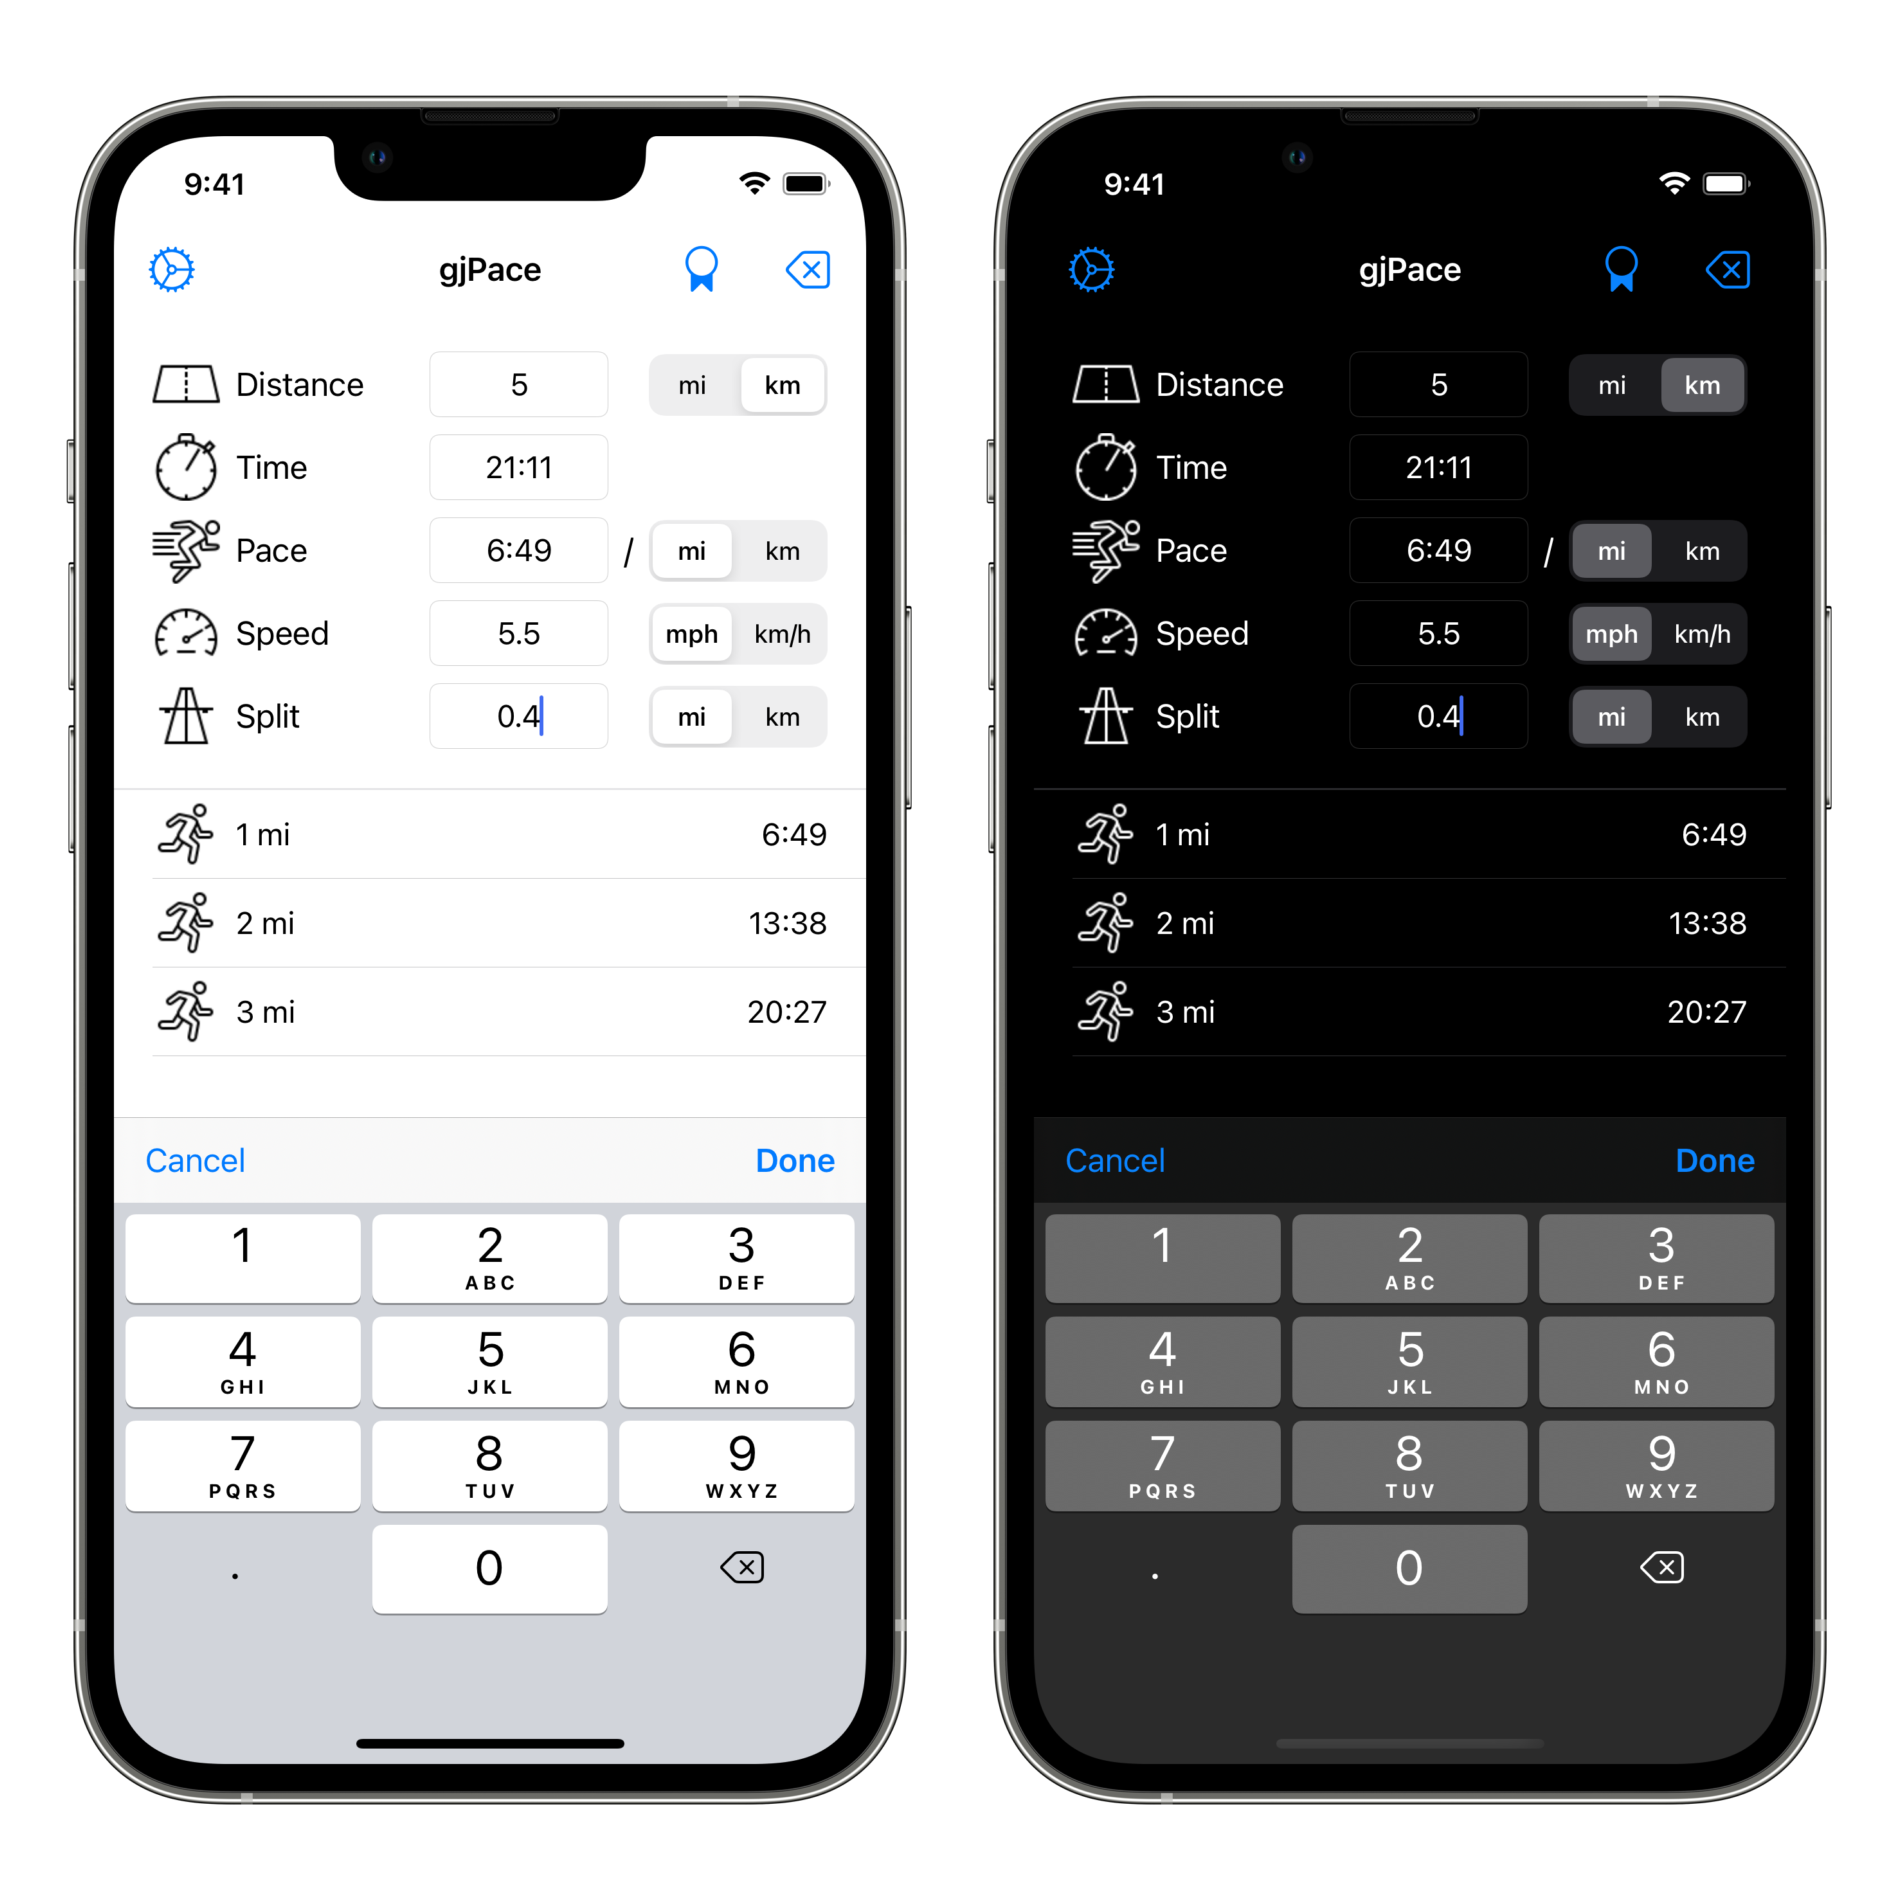 9:41
gjPace
Distance 5 mi km
Time 21:11
Pace 6:49 / mi km
Speed 5.5 mph km/h
Split 0.4 mi km
1 mi 6:49
2 mi 13:38
3 mi 20:27
Cancel Done
1 2 3
ABC DEF
4 5 6
GHI JKL MNO
7 8 9
PQRS TUV WXYZ
. 0
9:41
gjPace
Distance 5 mi km
Time 21:11
Pace 6:49 / mi km
Speed 5.5 mph km/h
Split 0.4 mi km
1 mi 6:49
2 mi 13:38
3 mi 20:27
Cancel Done
1 2 3
ABC DEF
4 5 6
GHI JKL MNO
7 8 9
PQRS TUV WXYZ
. 0